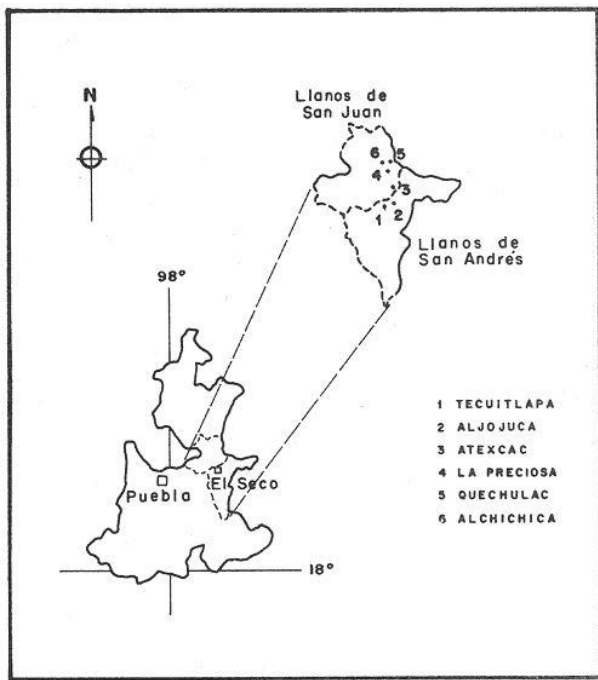 N
Llanos de
San Juan
6
5
4
3
1
2
Llanos de
San Andrés
98°
1 TECUITLAPA
2 ALJOJUCA
3 ATEXCAC
4 LA PRECIOSA
5 QUECHULAC
6 ALCHICHICA
El Seco
Puebla
18°